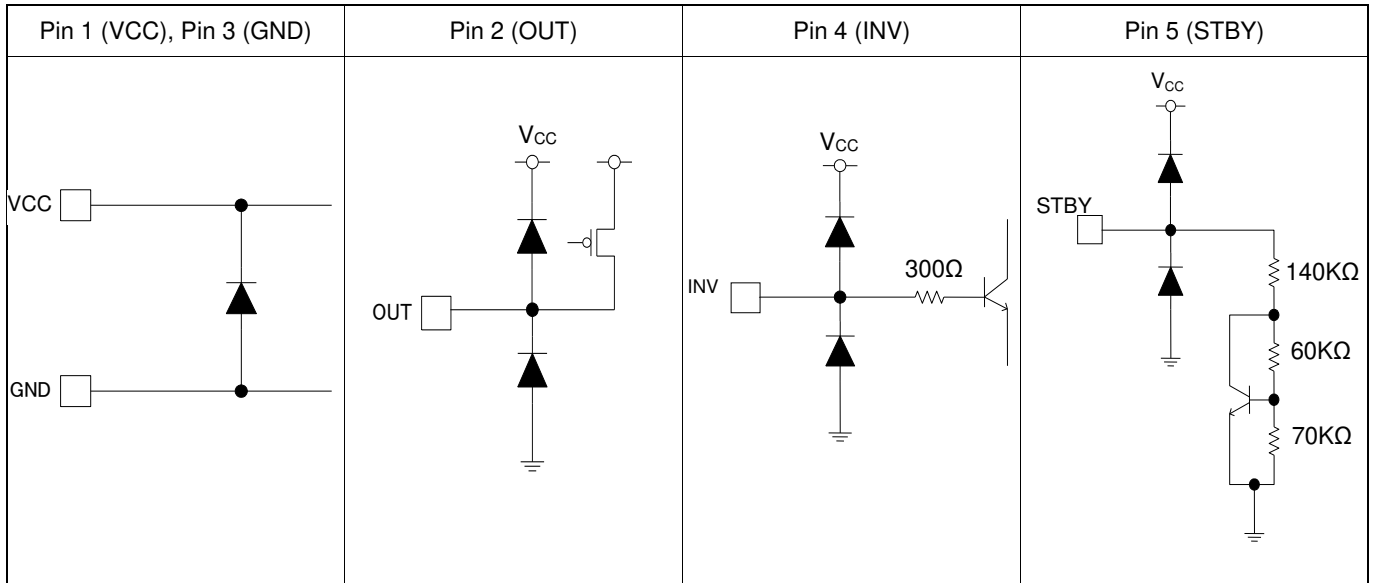 Pin 1 (VCC), Pin 3 (GND)
Pin 2 (OUT)
Pin 4 (INV)
Pin 5 (STBY)
VCC
GND
VCC
OUT
VCC
INV
300Ω
VCC
STBY
140KΩ
60KΩ
70KΩ